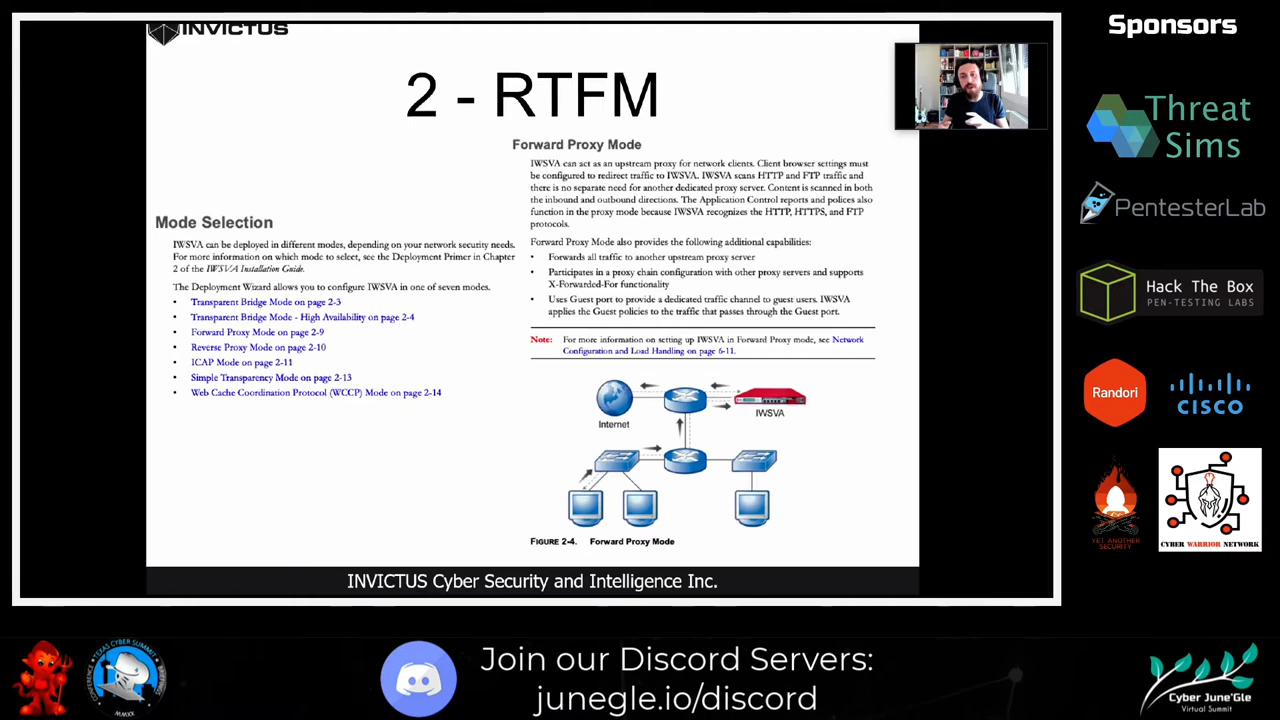 INVICTUS
2 - RTFM
Mode Selection
IWSVA can be deployed in different modes, depending on your network security needs.
For more information on which mode to select, see the Deployment Primer in Chapter
2 of the IWSVA Installation Guide.
The Deployment Wizard allows you to configure IWSVA in one of seven modes.
• Transparent Bridge Mode on page 2-3
• Transparent Bridge Mode - High Availability on page 2-4
• Forward Proxy Mode on page 2-9
• Reverse Proxy Mode on page 2-10
• ICAP Mode on page 2-11
• Simple Transparency Mode on page 2-13
• Web Cache Coordination Protocol (WCCP) Mode on page 2-14
Forward Proxy Mode
IWSVA can act as an upstream proxy for network clients. Client browser settings must
be configured to redirect traffic to IWSVA. IWSVA scans HTTP and FTP traffic and
there is no separate need for another dedicated proxy server. Content is scanned in both
the inbound and outbound directions. The Application Control reports and polices also
function in the proxy mode because IWSVA recognizes the HTTP, HTTPS, and FTP
protocols.
Forward Proxy Mode also provides the following additional capabilities:
• Forwards all traffic to another upstream proxy server
• Participates in a proxy chain configuration with other proxy servers and supports
X-Forwarded-For functionality
• Uses Guest port to provide a dedicated traffic channel to guest users. IWSVA
applies the Guest policies to the traffic that passes through the Guest port.
Note: For more information on setting up IWSVA in Forward Proxy mode, see Network
Configuration and Load Handling on page 6-11.
Internet
IWSVA
FIGURE 2-4. Forward Proxy Mode
INVICTUS Cyber Security and Intelligence Inc.
Sponsors
Threat
Sims
PentesterLab
Hack The Box
PEN-TESTING LABS
Randori
CISCO
YET ANOTHER
SECURITY
CYBER WARRIOR NETWORK
TEXAS CYBER SUMMIT
CONFERENCE
MMXX
Join our Discord Servers:
junegle.io/discord
Cyber June'Gle
Virtual Summit